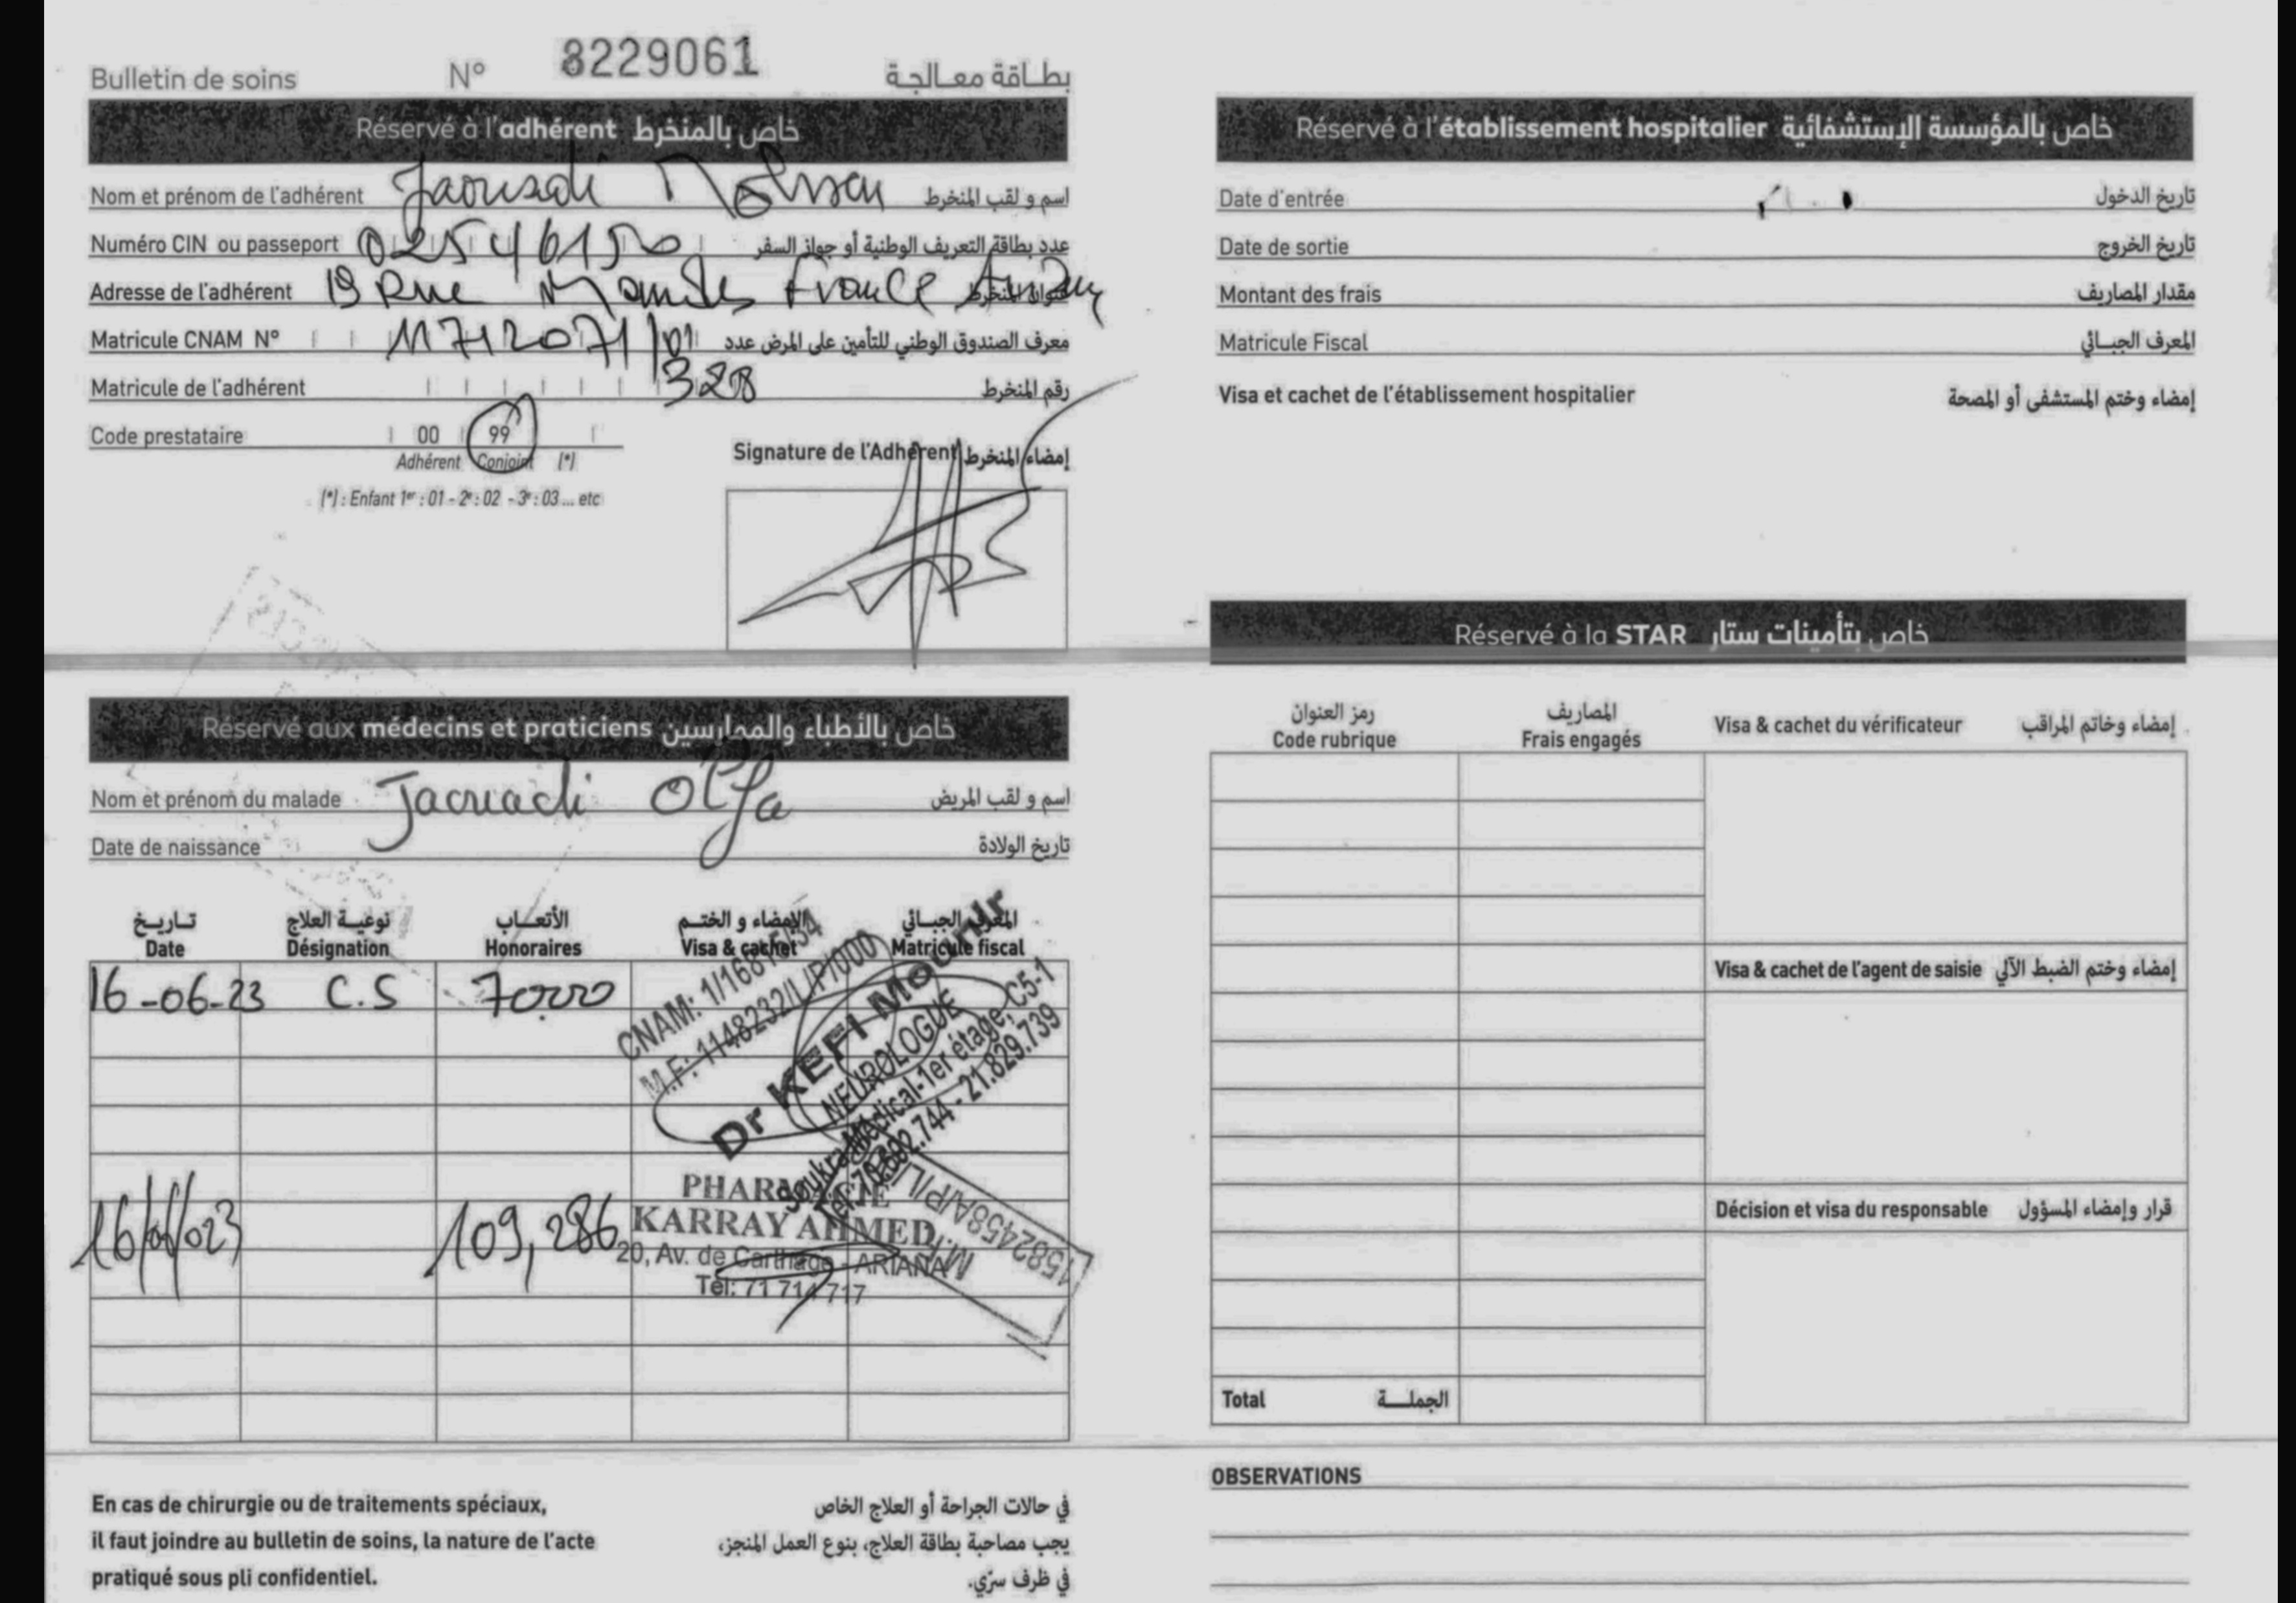 Bulletin de soins N° 8229061 بطاقة معالجة
Réservé à l'adhérent خاص بالمنخرط
Nom et prénom de l'adhérent Jaouadi Mohsen اسم و لقب المنخرط
Numéro CIN ou passeport 02546150 عدد بطاقة التعريف الوطنية أو جواز السفر
Adresse de l'adhérent 19 Rue France عنوان المنخرط
Matricule CNAM N° 11712071/01 معرف الصندوق الوطني للتأمين على المرض عدد
Matricule de l'adhérent 328 رقم المنخرط
Code prestataire 00 99
Adhérent Conjoint (*)
(*) : Enfant 1er : 01 - 2e : 02 - 3e : 03 ... etc
Signature de l'Adhérent إمضاء المنخرط
Réservé aux médecins et praticiens خاص بالأطباء والممارسين
Nom et prénom du malade Jaouadi Olfa اسم و لقب المريض
Date de naissance تاريخ الولادة
تاريخ نوعية العلاج الأتعاب الإمضاء و الختم المعرف الجبائي
Date Désignation Honoraires Visa & cachet Matricule fiscal
16-06-23 C.S 70,000
CNAM: 1/16815/34
M.F: 1148232/L/P/000
Dr KEFI Mounir
NEUROLOGUE
Soukra Médical-1er étage, C5-1
Tél: 70.692.744 - 21.829.739
16/06/023 109,286
PHARMACIE
KARRAY AHMED
20, Av. de Carthage - ARIANA
Tél: 71 714 717
M.F. 1582458A/P/L
En cas de chirurgie ou de traitements spéciaux,
il faut joindre au bulletin de soins, la nature de l'acte
pratiqué sous pli confidentiel.
في حالات الجراحة أو العلاج الخاص
يجب مصاحبة بطاقة العلاج، بنوع العمل المنجز،
في ظرف سرّي.
Réservé à l'établissement hospitalier خاص بالمؤسسة الإستشفائية
Date d'entrée تاريخ الدخول
Date de sortie تاريخ الخروج
Montant des frais مقدار المصاريف
Matricule Fiscal المعرف الجبائي
Visa et cachet de l'établissement hospitalier إمضاء وختم المستشفى أو المصحة
Réservé à la STAR خاص بتأمينات ستار
رمز العنوان المصاريف
Code rubrique Frais engagés Visa & cachet du vérificateur إمضاء وخاتم المراقب
Visa & cachet de l'agent de saisie إمضاء وختم الضبط الآلي
Décision et visa du responsable قرار وإمضاء المسؤول
Total الجملة
OBSERVATIONS